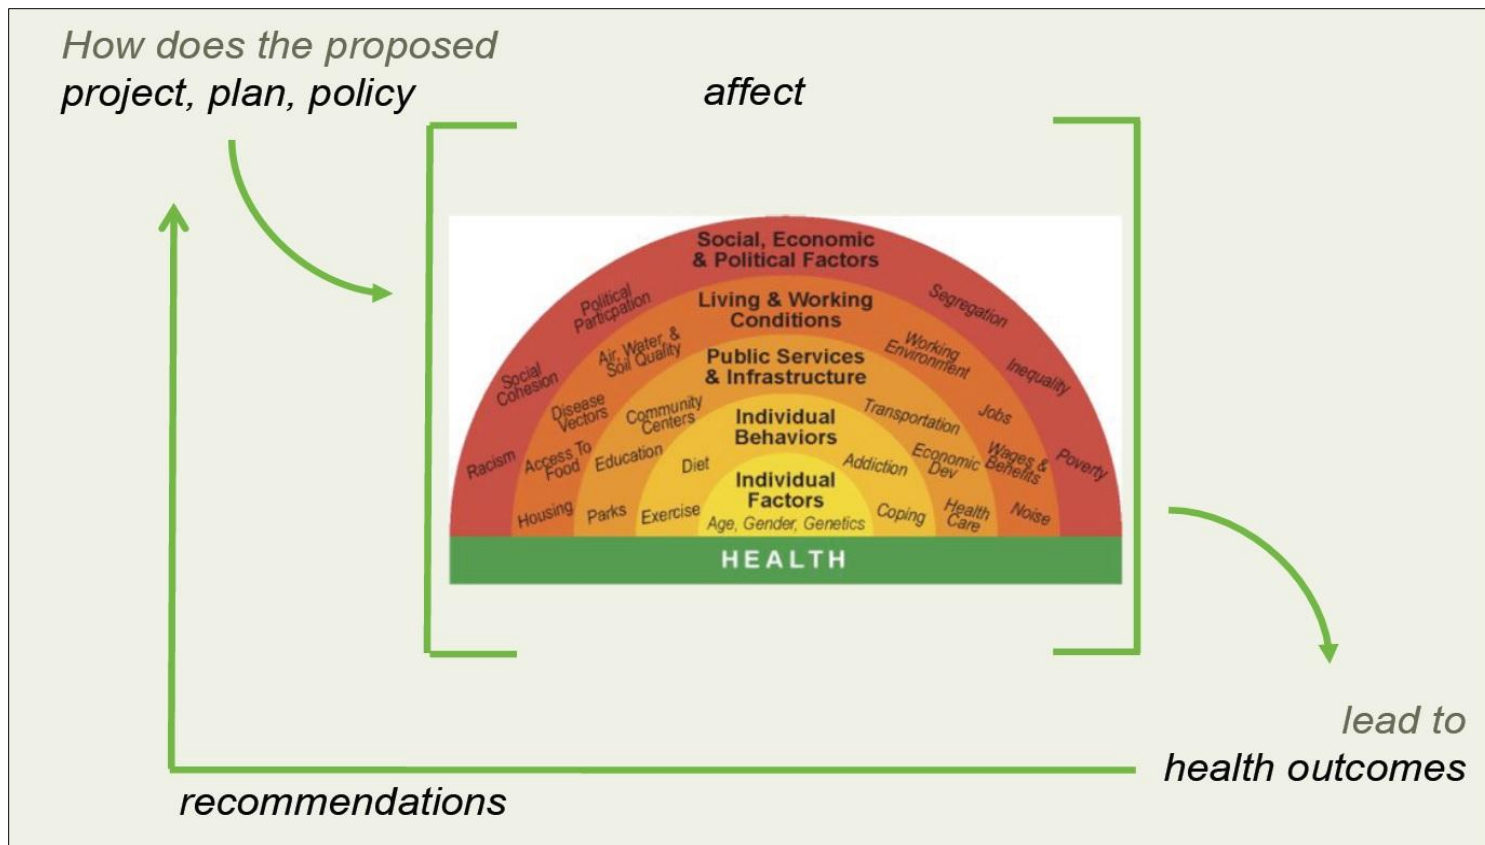 How does the proposed
project, plan, policy
affect
Social, Economic
& Political Factors
Political
Particpation
Segregation
Social
Cohesion
Inequality
Racism
Poverty
Living & Working
Conditions
Air, Water, &
Soil Quality
Working
Environment
Disease
Vectors
Jobs
Access To
Food
Wages &
Benefits
Housing
Noise
Public Services
& Infrastructure
Community
Centers
Transportation
Education
Economic
Dev
Parks
Health
Care
Individual
Behaviors
Diet
Addiction
Exercise
Coping
Individual
Factors
Age, Gender, Genetics
HEALTH
lead to
health outcomes
recommendations